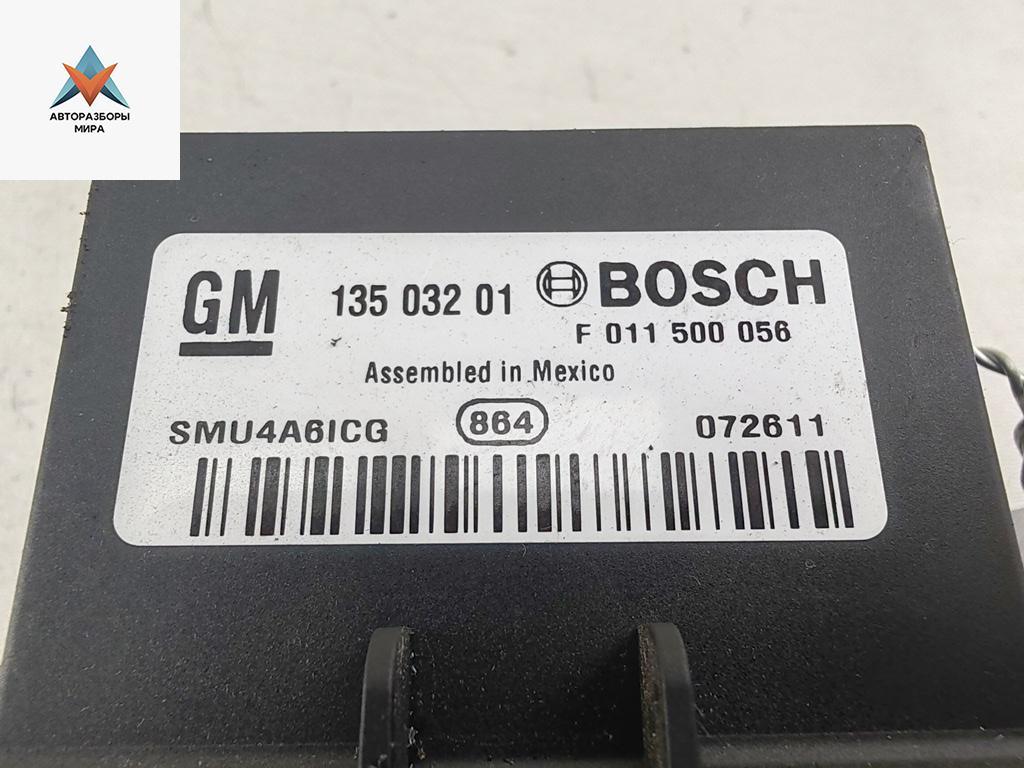 АВТОРАЗБОРЫ
МИРА
GM
135 032 01
BOSCH
F 011 500 056
Assembled in Mexico
SMU4A6ICG
864
072611